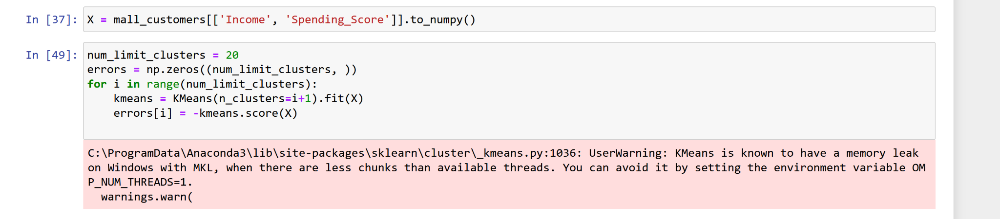 In [37]: X = mall_customers[['Income', 'Spending_Score']].to_numpy()
In [49]: num_limit_clusters = 20
errors = np.zeros((num_limit_clusters, ))
for i in range(num_limit_clusters):
    kmeans = KMeans(n_clusters=i+1).fit(X)
    errors[i] = -kmeans.score(X)
C:\ProgramData\Anaconda3\lib\site-packages\sklearn\cluster\_kmeans.py:1036: UserWarning: KMeans is known to have a memory leak
on Windows with MKL, when there are less chunks than available threads. You can avoid it by setting the environment variable OM
P_NUM_THREADS=1.
  warnings.warn(